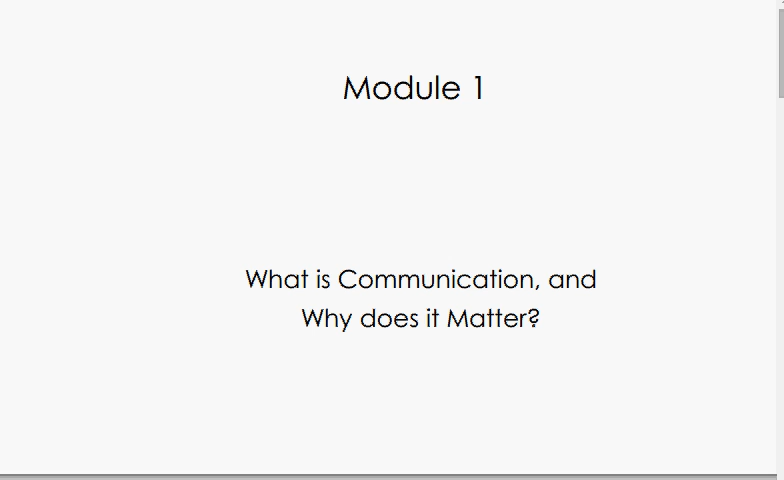 Module 1
What is Communication, and
Why does it Matter?